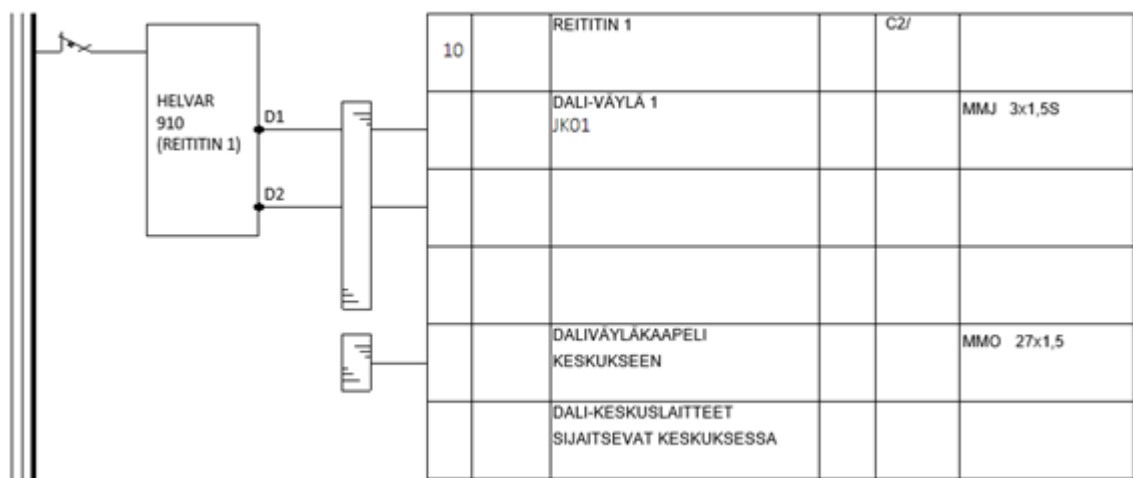 HELVAR
910
(REITITIN 1)
D1
D2
10
REITITIN 1
C2/
DALI-VÄYLÄ 1
JK01
MMJ 3x1,5S
DALIVÄYLÄKAAPELI
KESKUKSEEN
MMO 27x1,5
DALI-KESKUSLAITTEET
SIJAITSEVAT KESKUKSESSA